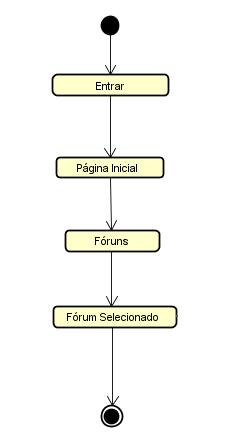 Entrar
Página Inicial
Fóruns
Fórum Selecionado